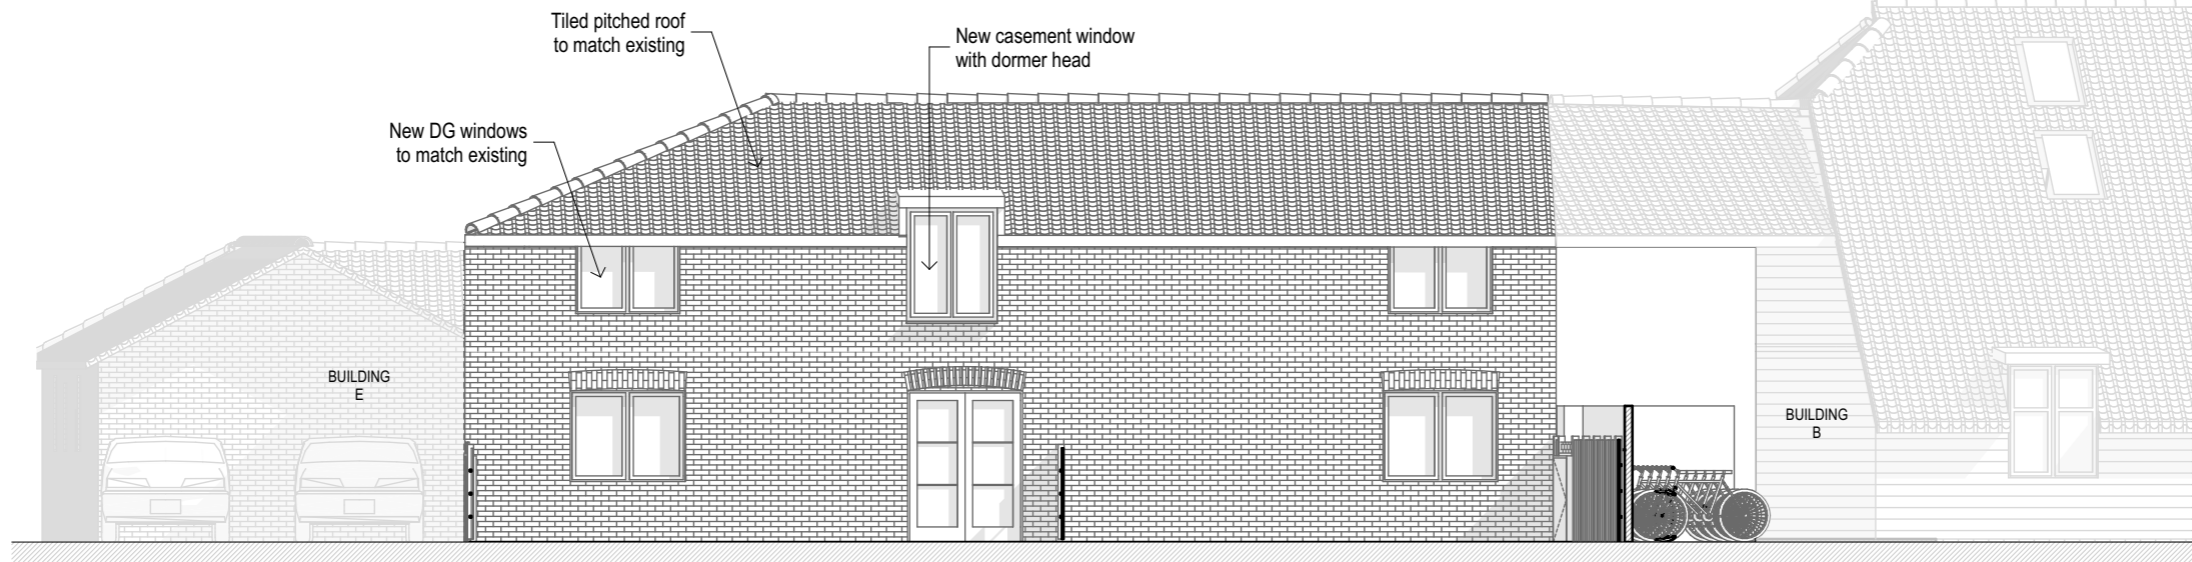 Tiled pitched roof
to match existing
New casement window
with dormer head
New DG windows
to match existing
BUILDING
E
BUILDING
B